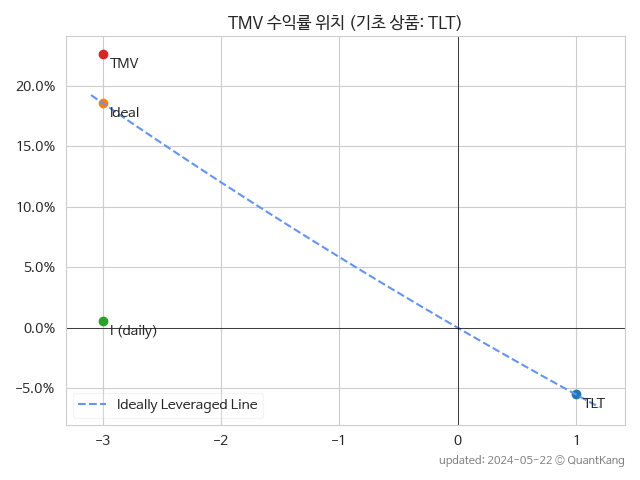 TMV 수익률 위치 (기초 상품: TLT)
20.0%
15.0%
10.0%
5.0%
0.0%
-5.0%
TMV
Ideal
I (daily)
TLT
Ideally Leveraged Line
-3
-2
-1
0
1
updated: 2024-05-22 © QuantKang